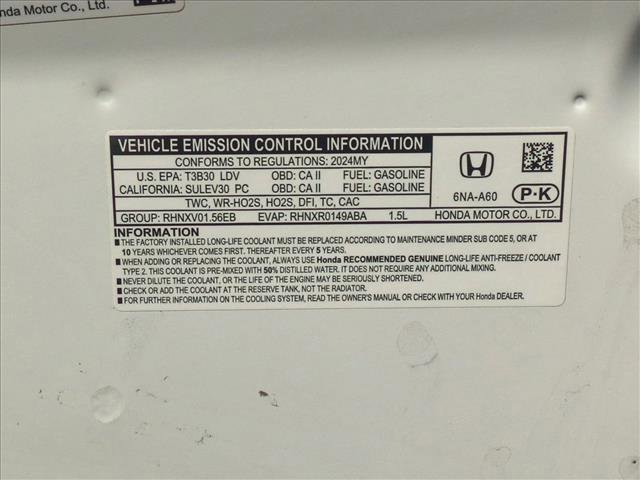 nda Motor Co., Ltd.
VEHICLE EMISSION CONTROL INFORMATION
CONFORMS TO REGULATIONS: 2024MY
U.S. EPA: T3B30 LDV OBD: CA II FUEL: GASOLINE
CALIFORNIA: SULEV30 PC OBD: CA II FUEL: GASOLINE
TWC, WR-HO2S, HO2S, DFI, TC, CAC
6NA-A60 P·K
GROUP: RHNXV01.56EB EVAP: RHNXR0149ABA 1.5L HONDA MOTOR CO., LTD.
INFORMATION
■ THE FACTORY INSTALLED LONG-LIFE COOLANT MUST BE REPLACED ACCORDING TO MAINTENANCE MINDER SUB CODE 5, OR AT
10 YEARS WHICHEVER COMES FIRST. THEREAFTER EVERY 5 YEARS.
■ WHEN ADDING OR REPLACING THE COOLANT, ALWAYS USE Honda RECOMMENDED GENUINE LONG-LIFE ANTI-FREEZE / COOLANT
TYPE 2. THIS COOLANT IS PRE-MIXED WITH 50% DISTILLED WATER. IT DOES NOT REQUIRE ANY ADDITIONAL MIXING.
■ NEVER DILUTE THE COOLANT, OR THE LIFE OF THE ENGINE MAY BE SERIOUSLY SHORTENED.
■ CHECK OR ADD THE COOLANT AT THE RESERVE TANK, NOT THE RADIATOR.
■ FOR FURTHER INFORMATION ON THE COOLING SYSTEM, READ THE OWNER'S MANUAL OR CHECK WITH YOUR Honda DEALER.